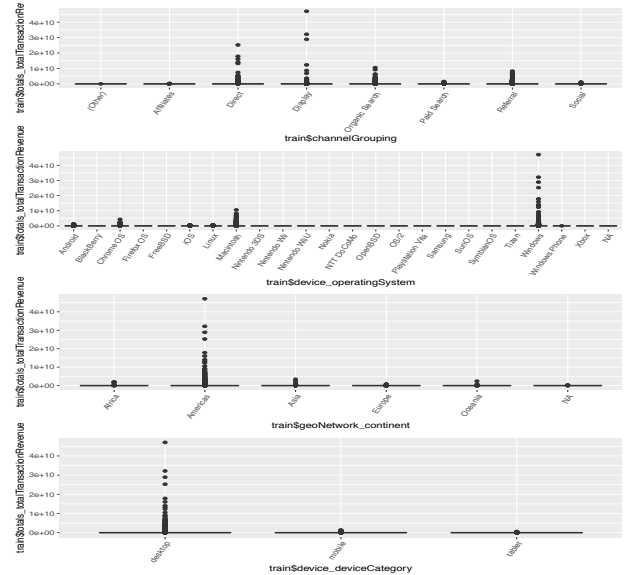 train$totals_totalTransactionRe
4e+10
3e+10
2e+10
1e+10
0e+00
(Other)
Affiliates
Direct
Display
Organic Search
Paid Search
Referral
Social
train$channelGrouping
train$totals_totalTransactionRevenue
4e+10
3e+10
2e+10
1e+10
0e+00
Android
BlackBerry
Chrome OS
Firefox OS
FreeBSD
iOS
Linux
Macintosh
Nintendo 3DS
Nintendo Wii
Nintendo WiiU
Nokia
NTT DoCoMo
OpenBSD
OS/2
Playstation Vita
Samsung
SunOS
SymbianOS
Tizen
Windows
Windows Phone
Xbox
NA
train$device_operatingSystem
train$totals_totalTransactionRevenue
4e+10
3e+10
2e+10
1e+10
0e+00
Africa
Americas
Asia
Europe
Oceania
NA
train$geoNetwork_continent
train$totals_totalTransactionRevenue
4e+10
3e+10
2e+10
1e+10
0e+00
desktop
mobile
tablet
train$device_deviceCategory